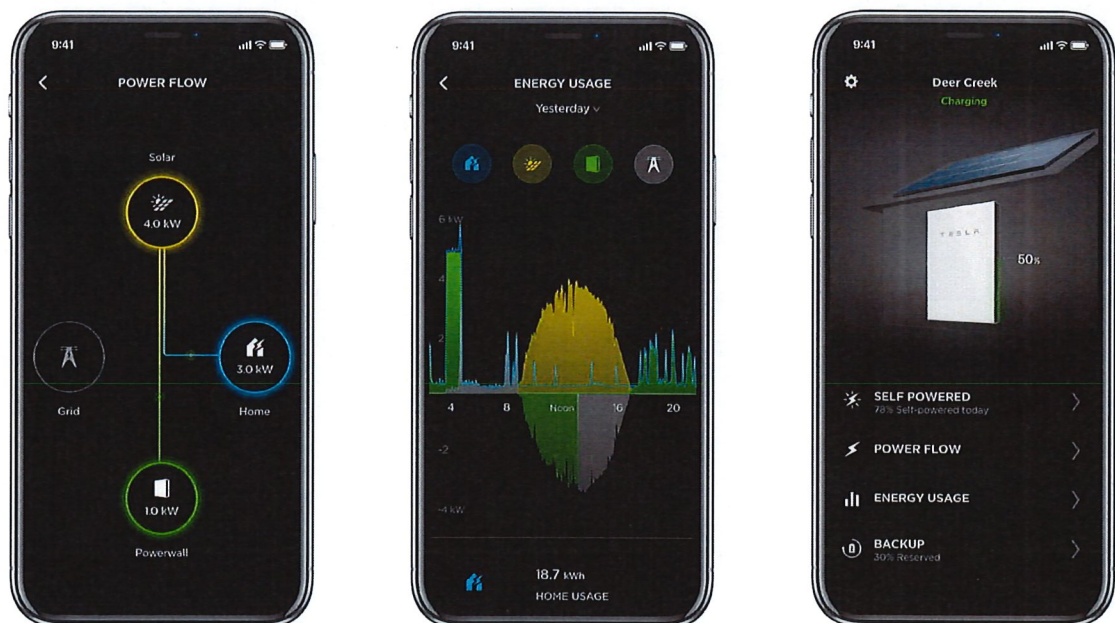 9:41
POWER FLOW
Solar
4.0 kW
3.0 kW
Grid
Home
1.0 kW
Powerwall
9:41
ENERGY USAGE
Yesterday
6 kW
4
2
4 8 Noon 16 20
-2
-4 kW
18.7 kWh
HOME USAGE
9:41
Deer Creek
Charging
TESLA
50%
SELF POWERED
78% Self-powered today
POWER FLOW
ENERGY USAGE
BACKUP
30% Reserved